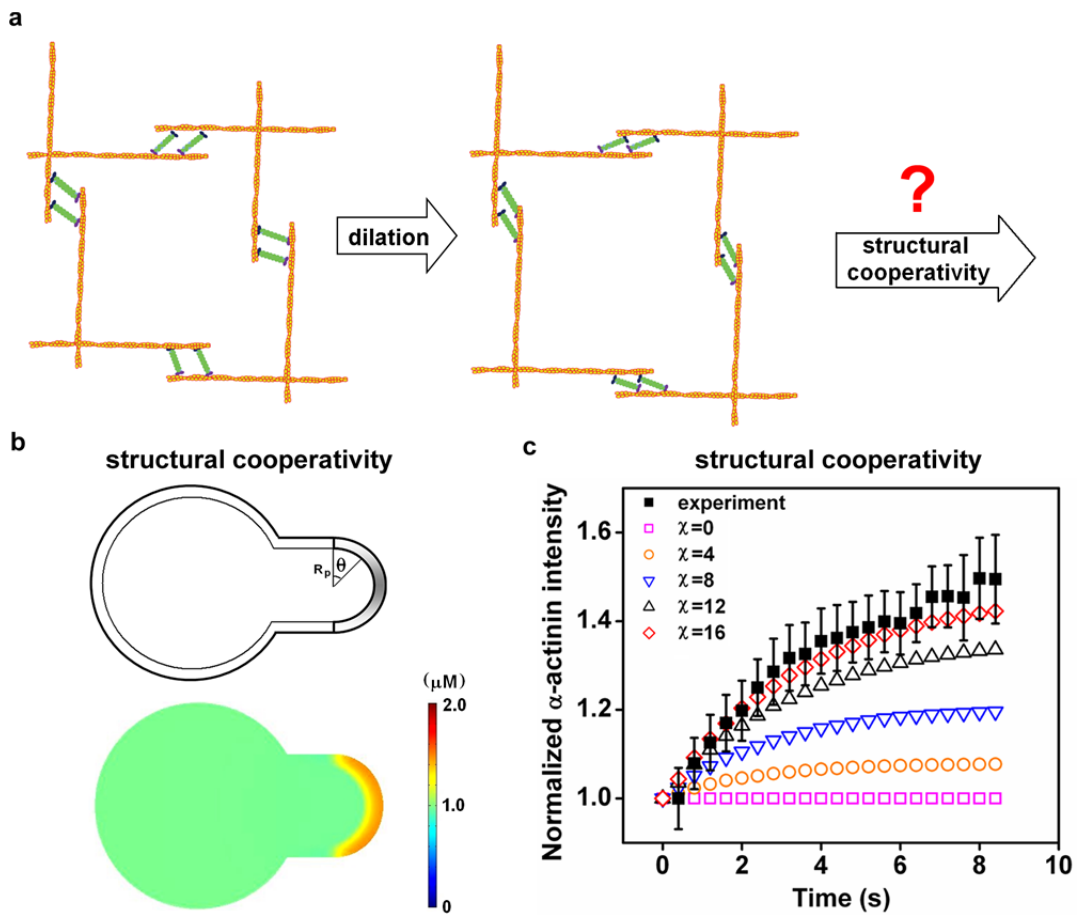 a
dilation
?
structural
cooperativity
b
structural cooperativity
Rp
θ
(μM)
2.0
1.0
0
c
structural cooperativity
Normalized α-actinin intensity
1.6
1.4
1.2
1.0
experiment
χ=0
χ=4
χ=8
χ=12
χ=16
0 2 4 6 8 10
Time (s)